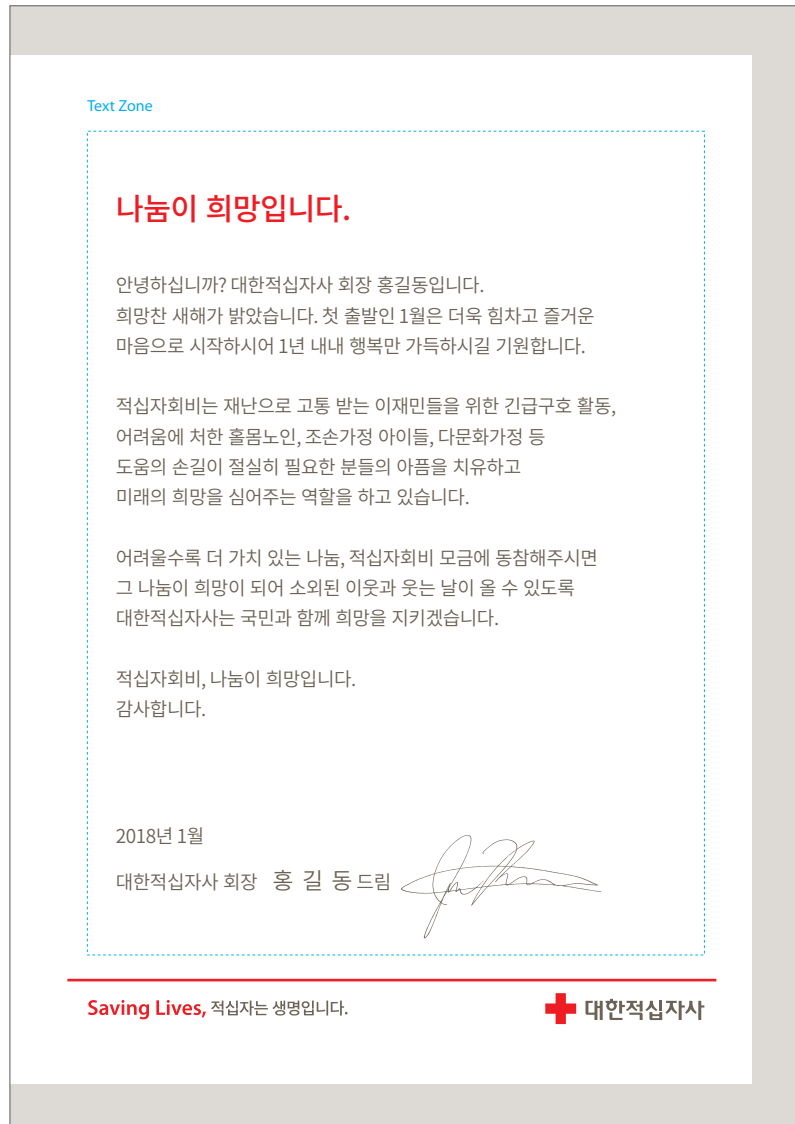 Text Zone
나눔이 희망입니다.
안녕하십니까? 대한적십자사 회장 홍길동입니다.
희망찬 새해가 밝았습니다. 첫 출발인 1월은 더욱 힘차고 즐거운
마음으로 시작하시어 1년 내내 행복만 가득하시길 기원합니다.
적십자회비는 재난으로 고통 받는 이재민들을 위한 긴급구호 활동,
어려움에 처한 홀몸노인, 조손가정 아이들, 다문화가정 등
도움의 손길이 절실히 필요한 분들의 아픔을 치유하고
미래의 희망을 심어주는 역할을 하고 있습니다.
어려울수록 더 가치 있는 나눔, 적십자회비 모금에 동참해주시면
그 나눔이 희망이 되어 소외된 이웃과 웃는 날이 올 수 있도록
대한적십자사는 국민과 함께 희망을 지키겠습니다.
적십자회비, 나눔이 희망입니다.
감사합니다.
2018년 1월
대한적십자사 회장 홍 길 동 드림
Saving Lives, 적십자는 생명입니다.
대한적십자사